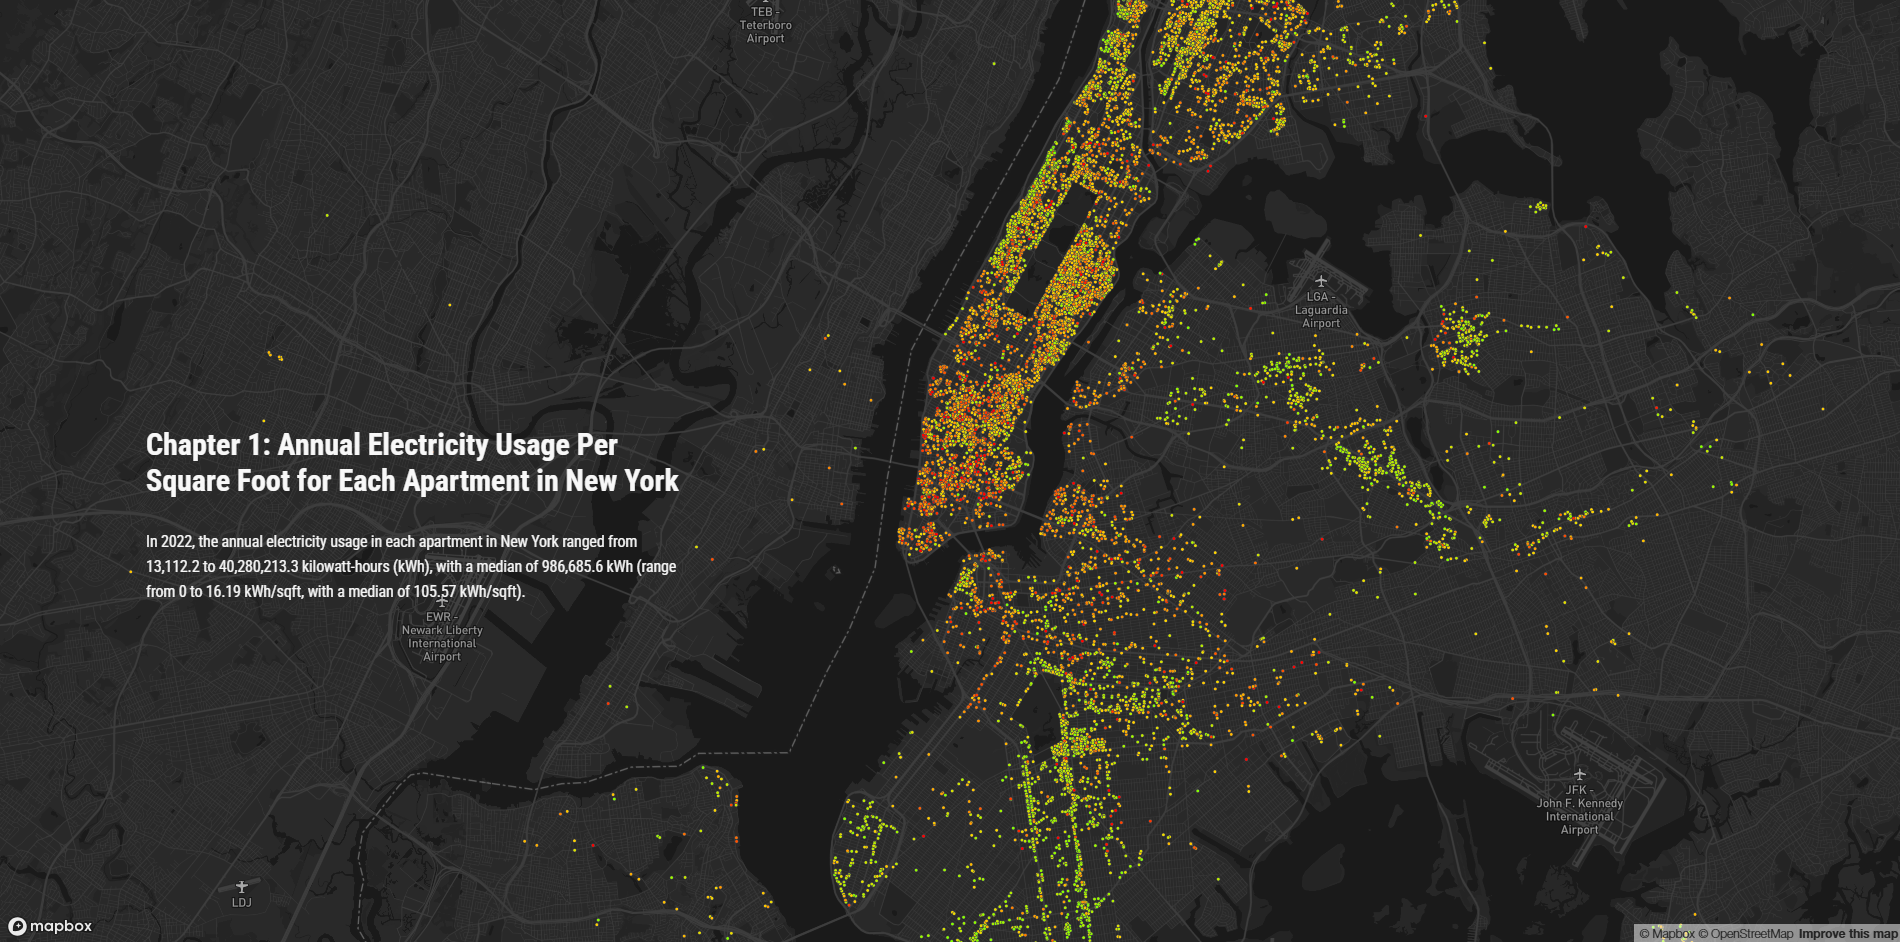 TEB -
Teterboro
Airport
LGA -
Laguardia
Airport
Chapter 1: Annual Electricity Usage Per
Square Foot for Each Apartment in New York
In 2022, the annual electricity usage in each apartment in New York ranged from
13,112.2 to 40,280,213.3 kilowatt-hours (kWh), with a median of 986,685.6 kWh (range
from 0 to 16.19 kWh/sqft, with a median of 105.57 kWh/sqft).
EWR -
Newark Liberty
International
Airport
JFK -
John F. Kennedy
International
Airport
LDJ
mapbox
© Mapbox © OpenStreetMap Improve this map